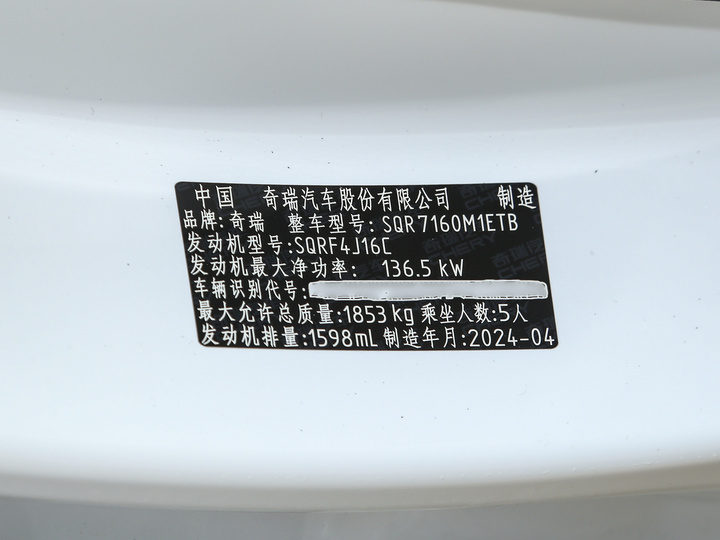 中国 奇瑞汽车股份有限公司 制造
品牌:奇瑞 整车型号:SQR7160M1ETB
发动机型号:SQRF4J16C
发动机最大净功率: 136.5 kW
车辆识别代号:
最大允许总质量:1853 kg 乘坐人数:5人
发动机排量:1598mL 制造年月:2024-04